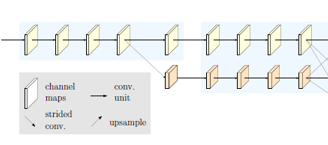 channel maps
conv. unit
strided conv.
upsample